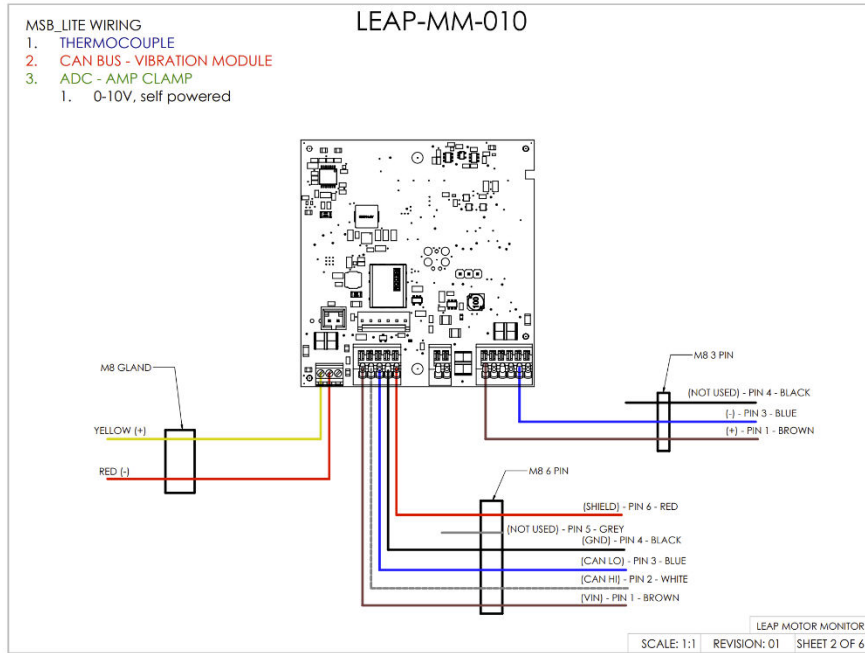 LEAP-MM-010
MSB_LITE WIRING
1. THERMOCOUPLE
2. CAN BUS - VIBRATION MODULE
3. ADC - AMP CLAMP
1. 0-10V, self powered
M8 GLAND
YELLOW (+)
RED (-)
M8 3 PIN
(NOT USED) - PIN 4 - BLACK
(-) - PIN 3 - BLUE
(+) - PIN 1 - BROWN
M8 6 PIN
(SHIELD) - PIN 6 - RED
(NOT USED) - PIN 5 - GREY
(GND) - PIN 4 - BLACK
(CAN LO) - PIN 3 - BLUE
(CAN HI) - PIN 2 - WHITE
(VIN) - PIN 1 - BROWN
LEAP MOTOR MONITOR
SCALE: 1:1 REVISION: 01 SHEET 2 OF 6